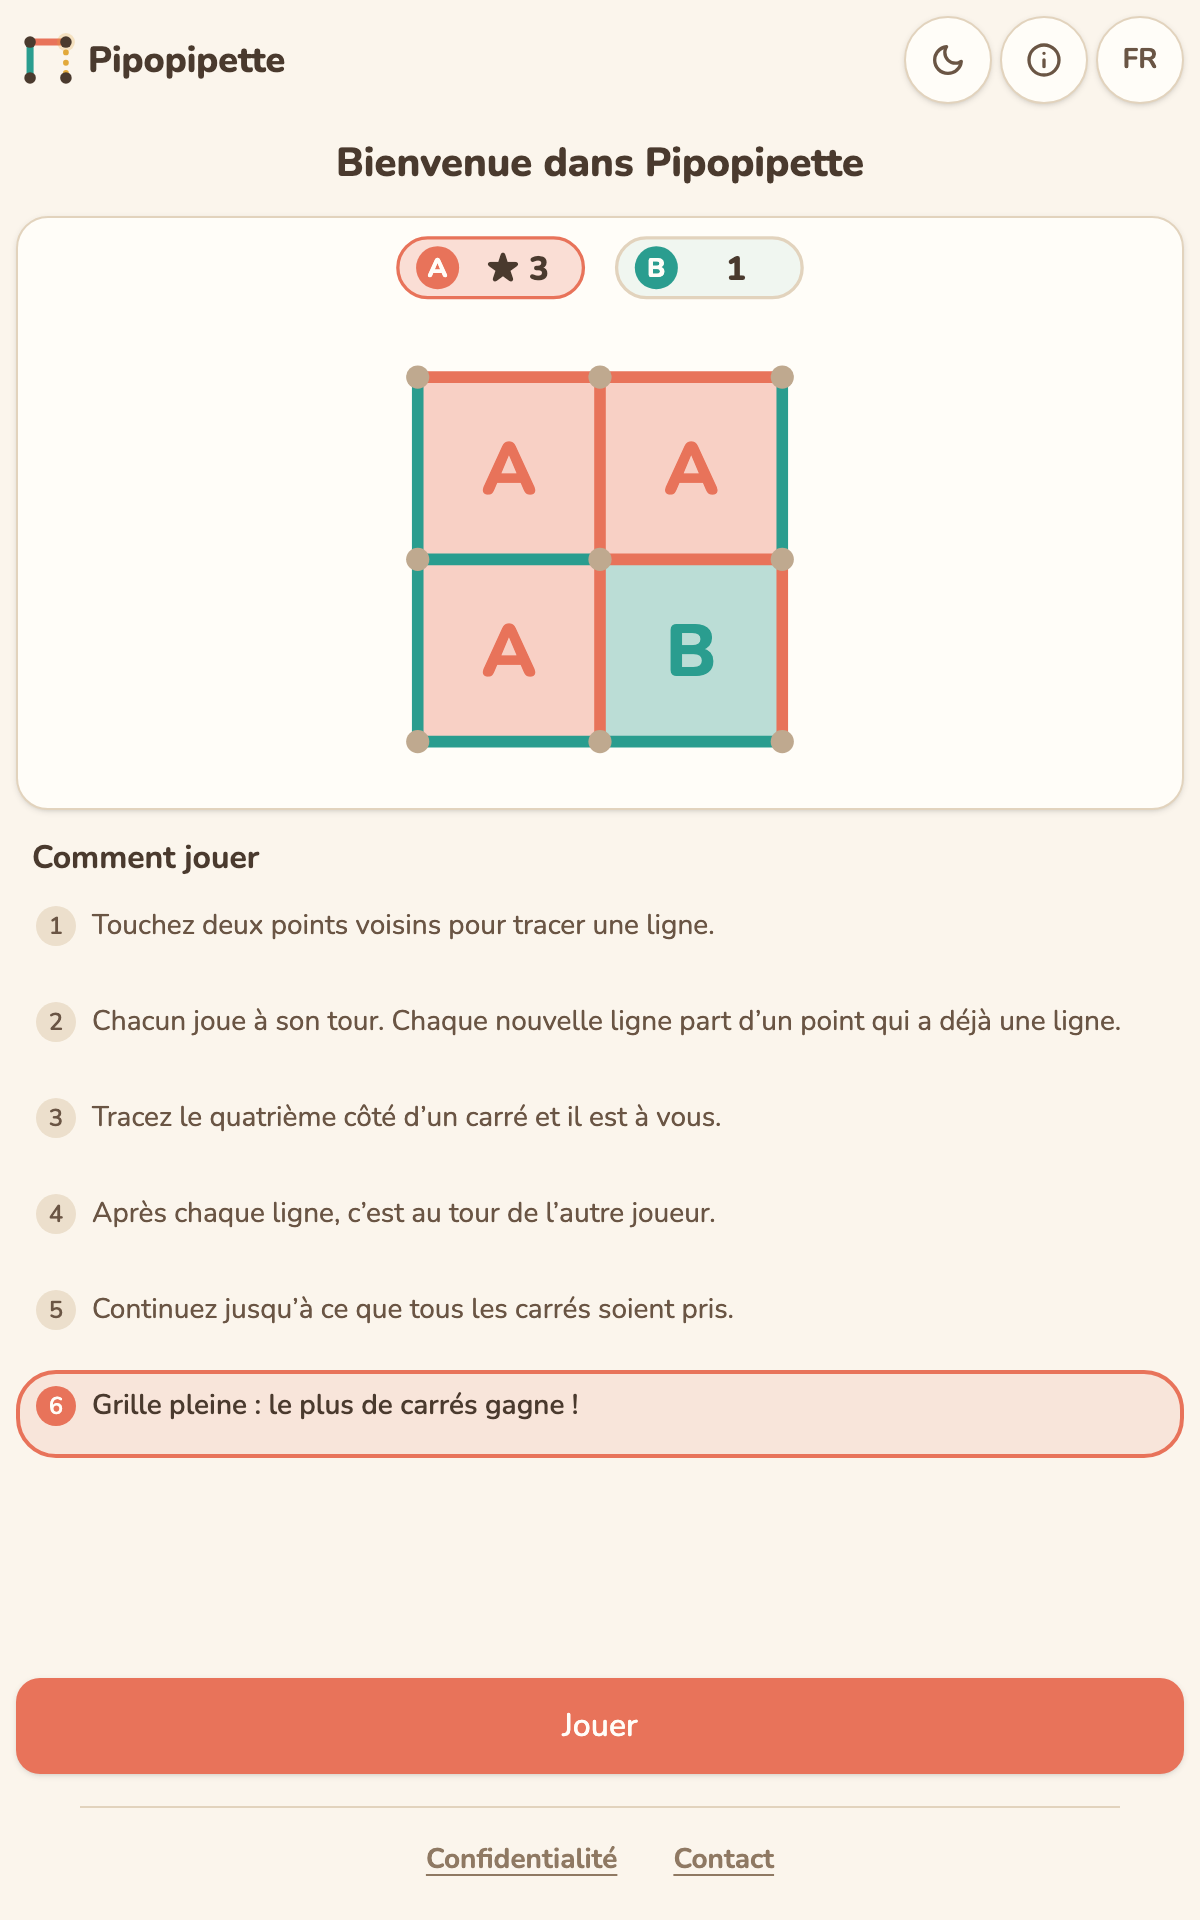 Pipopipette
FR
Bienvenue dans Pipopipette
A ★ 3
B 1
A A
A B
Comment jouer
1 Touchez deux points voisins pour tracer une ligne.
2 Chacun joue à son tour. Chaque nouvelle ligne part d’un point qui a déjà une ligne.
3 Tracez le quatrième côté d’un carré et il est à vous.
4 Après chaque ligne, c’est au tour de l’autre joueur.
5 Continuez jusqu’à ce que tous les carrés soient pris.
6 Grille pleine : le plus de carrés gagne !
Jouer
Confidentialité Contact